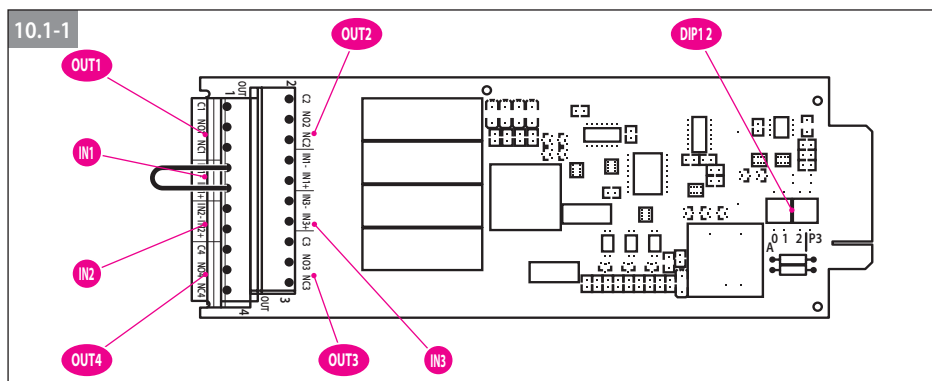 10.1-1
OUT1
OUT2
DIP1 2
IN1
IN2
OUT4
OUT3
IN3
OUT
1
2
C1 NO1 NC1
IN1+
IN2- IN2+
C4 NO4 NC4
C2 NO2 NC2
IN1- IN1+
IN3- IN3+
C3 NO3 NC3
OUT
4
3
0 1 2 P3
A